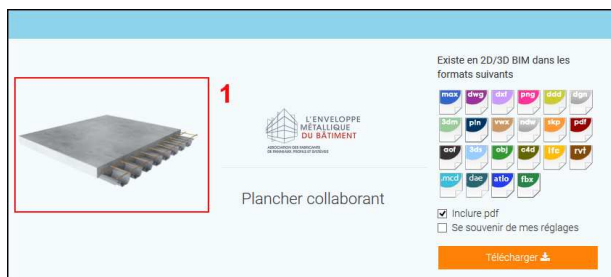 1
L'ENVELOPPE
MÉTALLIQUE
DU BÂTIMENT
Plancher collaborant
Existe en 2D/3D BIM dans les
formats suivants
max dwg dxf png ddd dgn
3dm pln vwx ndw skp pdf
aof 3ds obj c4d ifc rvt
.mcd dae atlo fbx
Inclure pdf
Se souvenir de mes réglages
Télécharger